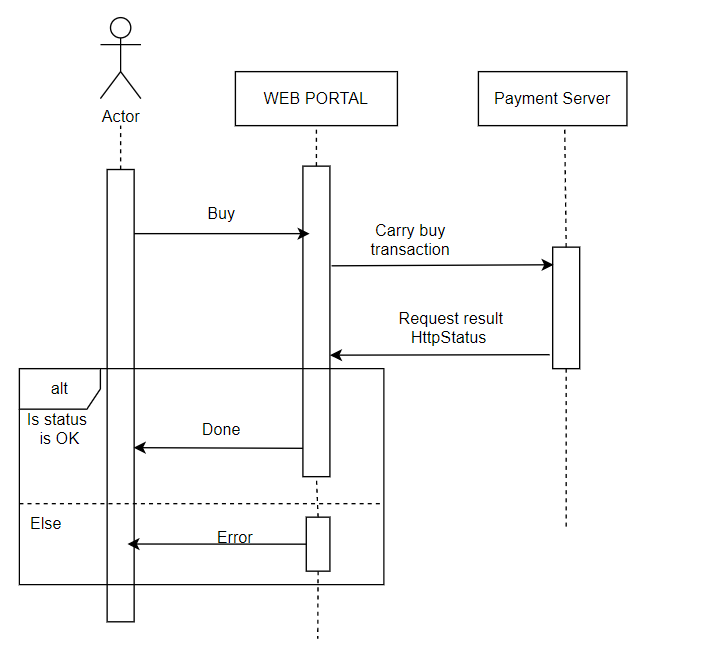 Actor
WEB PORTAL
Payment Server
Buy
Carry buy
transaction
Request result
HttpStatus
alt
Is status
is OK
Done
Else
Error